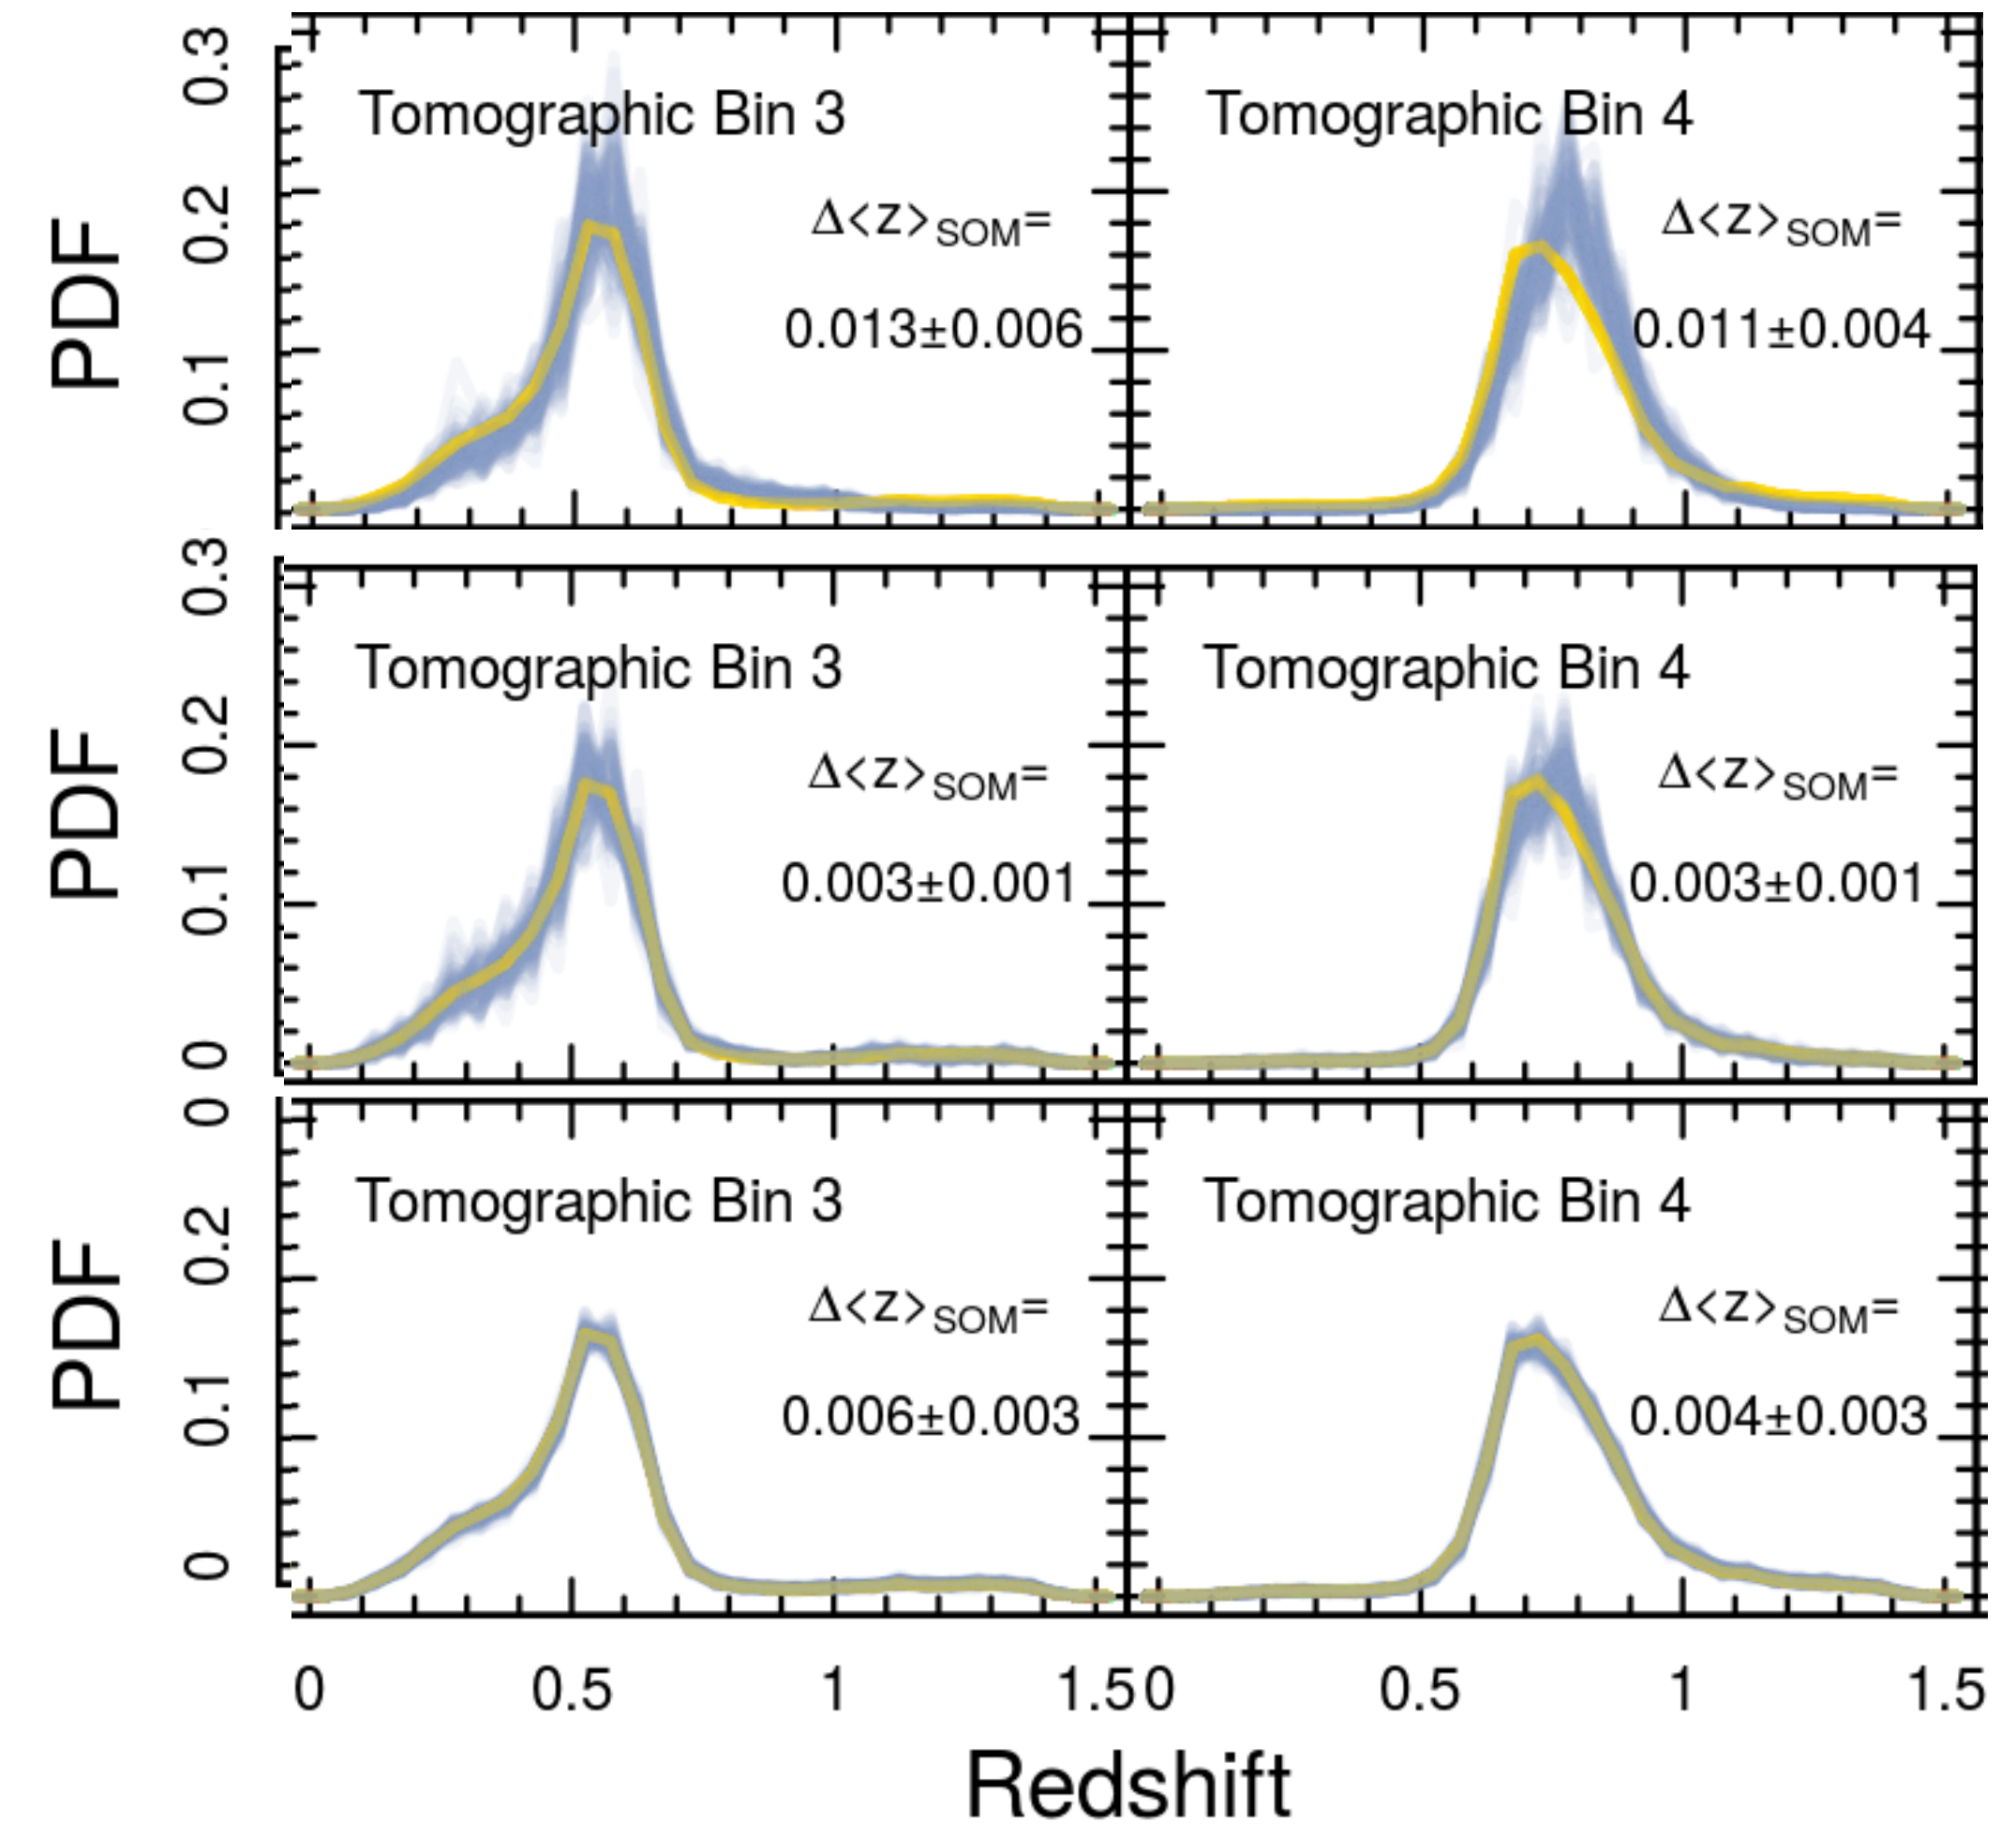 PDF
0.3
0.2
0.1
Tomographic Bin 3
Δ<z>SOM=
0.013±0.006
Tomographic Bin 4
Δ<z>SOM=
0.011±0.004
PDF
0.3
0.2
0.1
0
Tomographic Bin 3
Δ<z>SOM=
0.003±0.001
Tomographic Bin 4
Δ<z>SOM=
0.003±0.001
PDF
0
0.2
0.1
0
Tomographic Bin 3
Δ<z>SOM=
0.006±0.003
Tomographic Bin 4
Δ<z>SOM=
0.004±0.003
0 0.5 1 1.5 0 0.5 1 1.5
Redshift